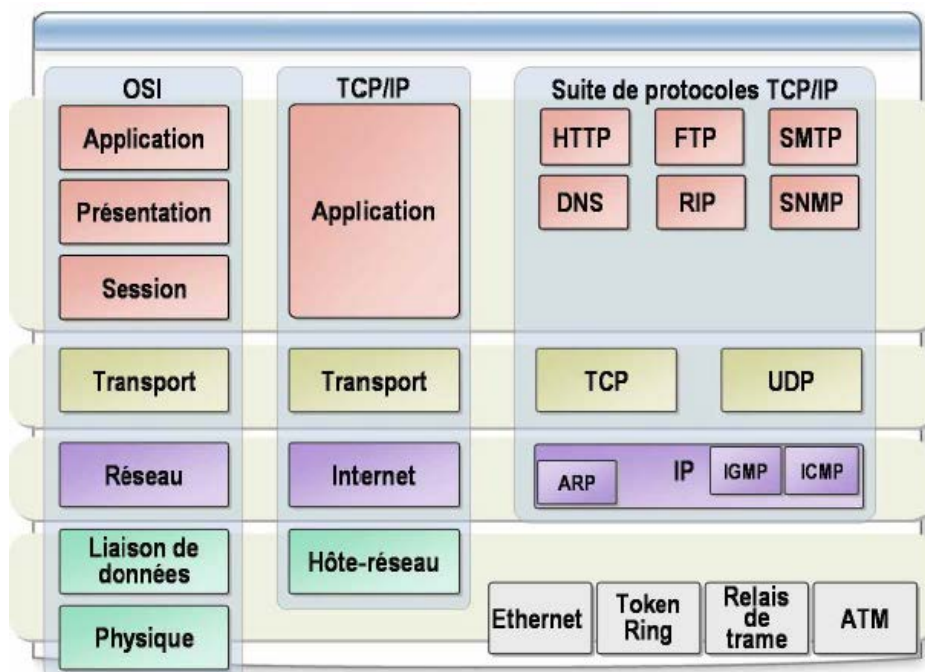 OSI
Application
Présentation
Session
Transport
Réseau
Liaison de
données
Physique
TCP/IP
Application
Transport
Internet
Hôte-réseau
Suite de protocoles TCP/IP
HTTP
FTP
SMTP
DNS
RIP
SNMP
TCP
UDP
ARP
IP
IGMP
ICMP
Ethernet
Token
Ring
Relais
de
trame
ATM